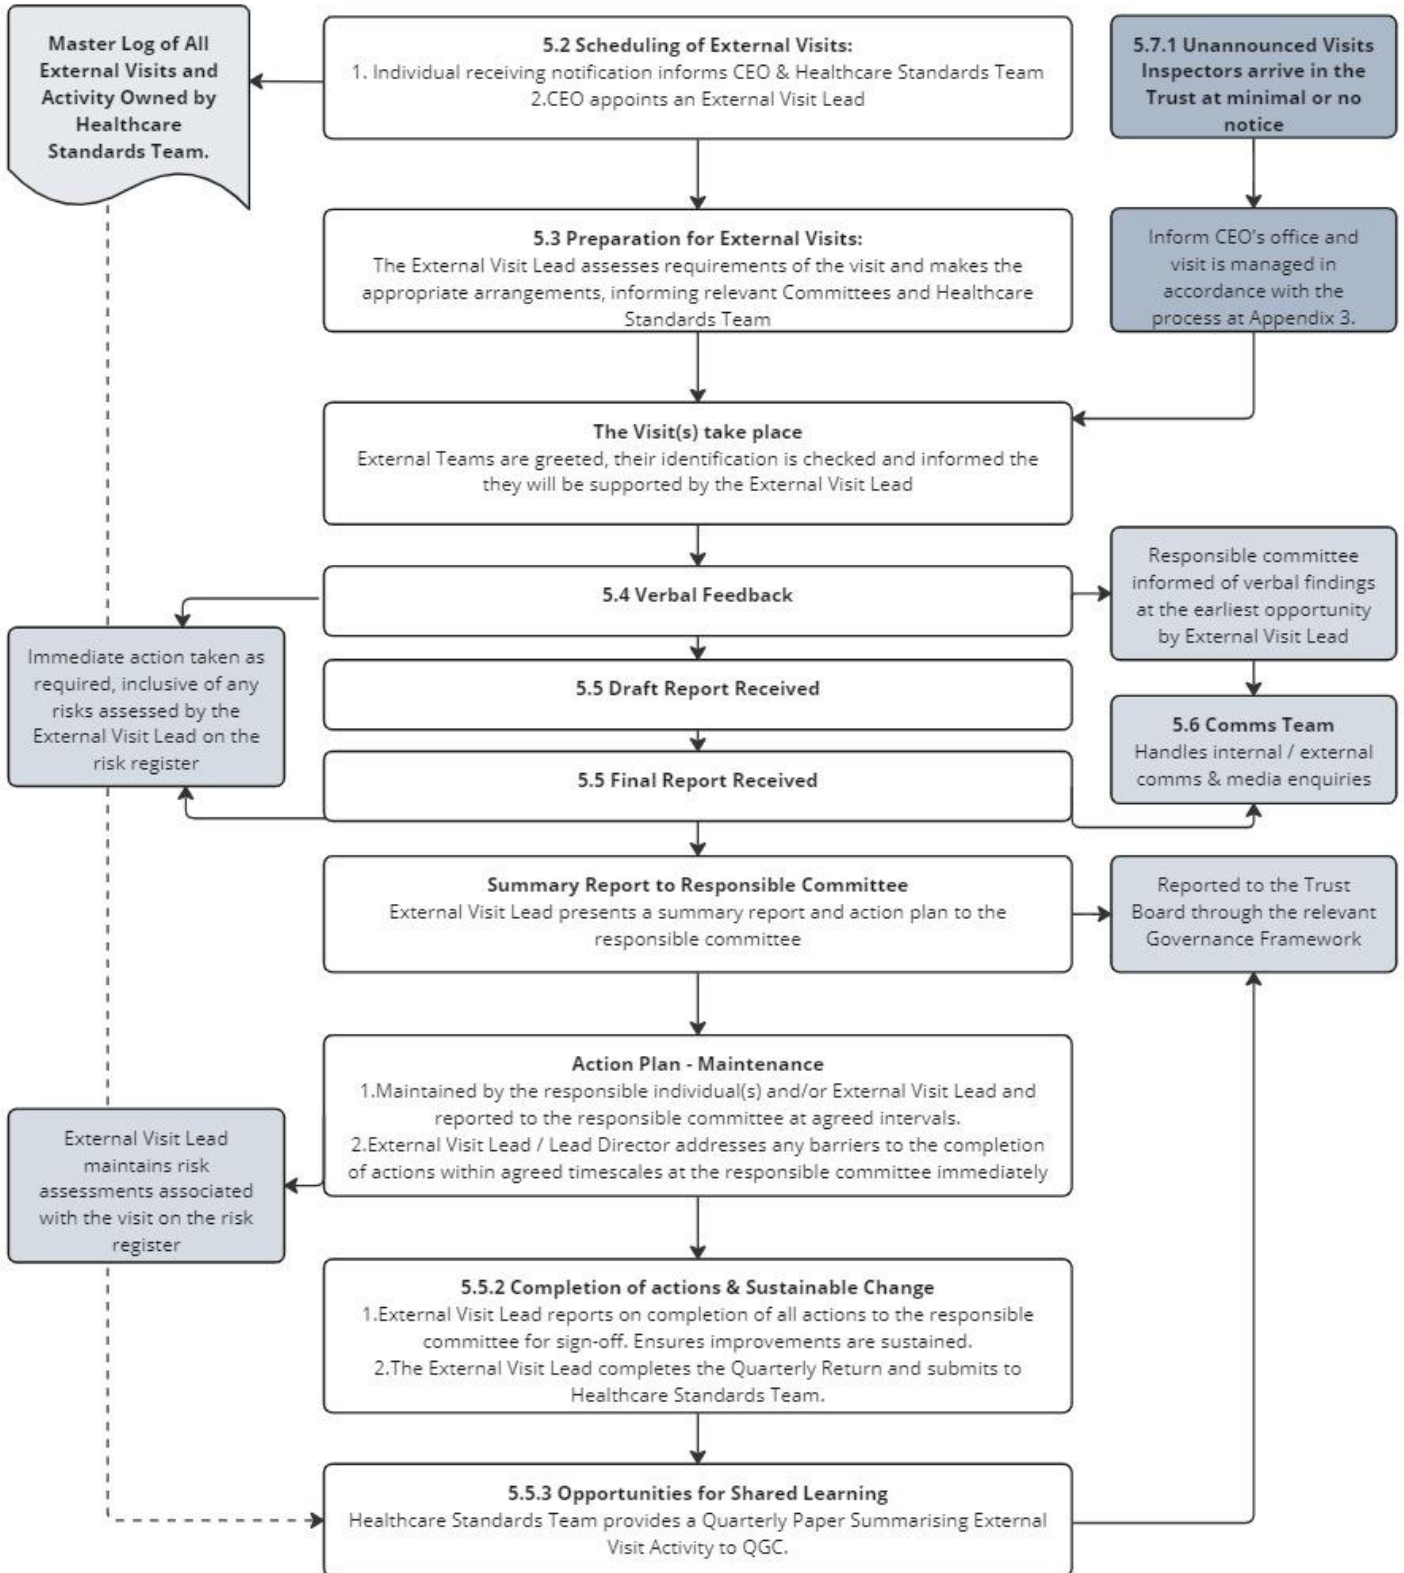 Master Log of All
External Visits and
Activity Owned by
Healthcare
Standards Team.
5.2 Scheduling of External Visits:
1. Individual receiving notification informs CEO & Healthcare Standards Team
2.CEO appoints an External Visit Lead
5.7.1 Unannounced Visits
Inspectors arrive in the
Trust at minimal or no
notice
5.3 Preparation for External Visits:
The External Visit Lead assesses requirements of the visit and makes the
appropriate arrangements, informing relevant Committees and Healthcare
Standards Team
Inform CEO's office and
visit is managed in
accordance with the
process at Appendix 3.
The Visit(s) take place
External Teams are greeted, their identification is checked and informed the
they will be supported by the External Visit Lead
5.4 Verbal Feedback
Responsible committee
informed of verbal findings
at the earliest opportunity
by External Visit Lead
Immediate action taken as
required, inclusive of any
risks assessed by the
External Visit Lead on the
risk register
5.5 Draft Report Received
5.6 Comms Team
Handles internal / external
comms & media enquiries
5.5 Final Report Received
Summary Report to Responsible Committee
External Visit Lead presents a summary report and action plan to the
responsible committee
Reported to the Trust
Board through the relevant
Governance Framework
Action Plan - Maintenance
1.Maintained by the responsible individual(s) and/or External Visit Lead and
reported to the responsible committee at agreed intervals.
2.External Visit Lead / Lead Director addresses any barriers to the completion
of actions within agreed timescales at the responsible committee immediately
External Visit Lead
maintains risk
assessments associated
with the visit on the risk
register
5.5.2 Completion of actions & Sustainable Change
1.External Visit Lead reports on completion of all actions to the responsible
committee for sign-off. Ensures improvements are sustained.
2.The External Visit Lead completes the Quarterly Return and submits to
Healthcare Standards Team.
5.5.3 Opportunities for Shared Learning
Healthcare Standards Team provides a Quarterly Paper Summarising External
Visit Activity to QGC.